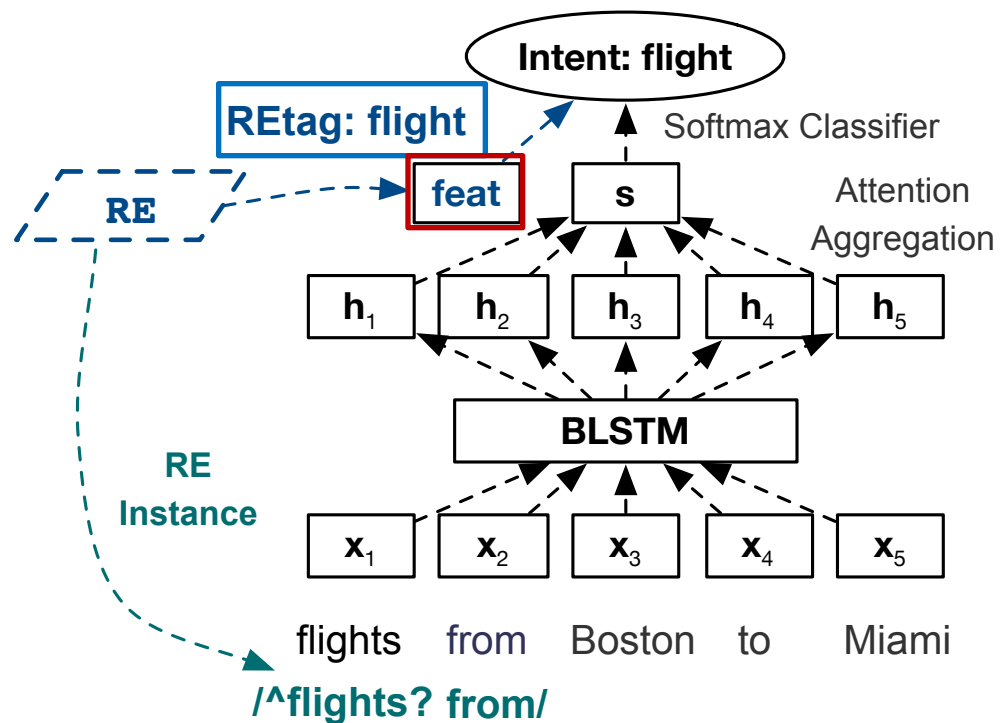 Intent: flight
REtag: flight
Softmax Classifier
RE
feat
s
Attention
Aggregation
h1 h2 h3 h4 h5
BLSTM
RE
Instance
x1 x2 x3 x4 x5
flights from Boston to Miami
/^flights? from/